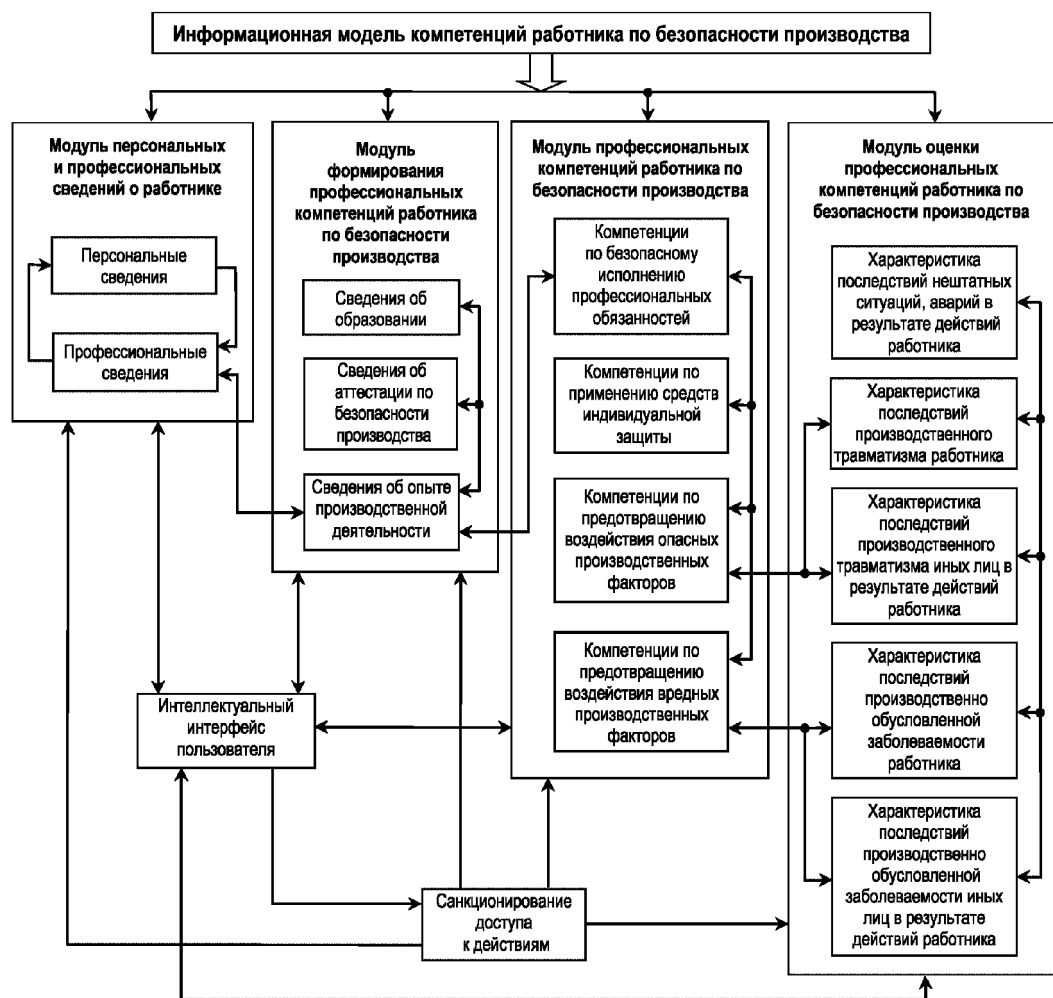 Информационная модель компетенций работника по безопасности производства
Модуль персональных
и профессиональных
сведений о работнике
Персональные
сведения
Профессиональные
сведения
Модуль
формирования
профессиональных
компетенций работника
по безопасности
производства
Сведения об
образовании
Сведения об
аттестации по
безопасности
производства
Сведения об опыте
производственной
деятельности
Модуль профессиональных
компетенций работника по
безопасности производства
Компетенции
по безопасному
исполнению
профессиональных
обязанностей
Компетенции по
применению средств
индивидуальной
защиты
Компетенции по
предотвращению
воздействия опасных
производственных
факторов
Компетенции по
предотвращению
воздействия вредных
производственных
факторов
Модуль оценки
профессиональных
компетенций работника по
безопасности производства
Характеристика
последствий нештатных
ситуаций, аварий в
результате действий
работника
Характеристика
последствий
производственного
травматизма работника
Характеристика
последствий
производственного
травматизма иных лиц в
результате действий
работника
Характеристика
последствий
производственно
обусловленной
заболеваемости
работника
Характеристика
последствий
производственно
обусловленной
заболеваемости иных
лиц в результате
действий работника
Интеллектуальный
интерфейс
пользователя
Санкционирование
доступа
к действиям